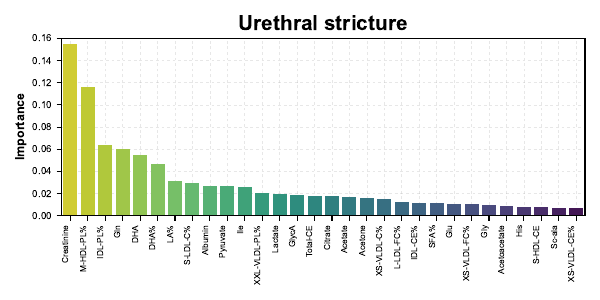 Urethral stricture
Importance
0.16
0.14
0.12
0.10
0.08
0.06
0.04
0.02
0.00
Creatinine
M-HDL-PL%
IDL-PL%
Gln
DHA
DHA%
LA%
S-LDL-C%
Albumin
Pyruvate
Ile
XXL-VLDL-PL%
Lactate
GlycA
Total-CE
Citrate
Acetate
Acetone
XS-VLDL-C%
L-LDL-FC%
IDL-CE%
SFA%
Glu
XS-VLDL-FC%
Gly
Acetoacetate
His
S-HDL-CE
Sc-ala
XS-VLDL-CE%